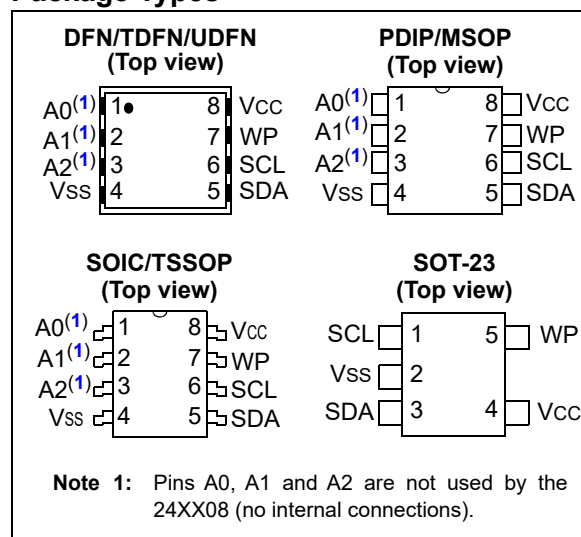 Package Types
DFN/TDFN/UDFN
(Top view)
A0(1) 1 8 VCC
A1(1) 2 7 WP
A2(1) 3 6 SCL
VSS 4 5 SDA
PDIP/MSOP
(Top view)
A0(1) 1 8 VCC
A1(1) 2 7 WP
A2(1) 3 6 SCL
VSS 4 5 SDA
SOIC/TSSOP
(Top view)
A0(1) 1 8 VCC
A1(1) 2 7 WP
A2(1) 3 6 SCL
VSS 4 5 SDA
SOT-23
(Top view)
SCL 1 5 WP
VSS 2
SDA 3 4 VCC
Note 1: Pins A0, A1 and A2 are not used by the
24XX08 (no internal connections).